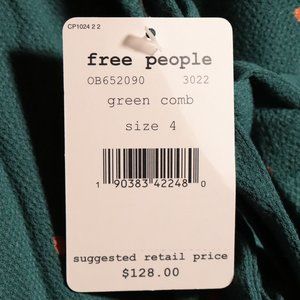 CP1024 2 2
free people
OB652090 3022
green comb
size 4
1 90383 42248 0
suggested retail price
$128.00